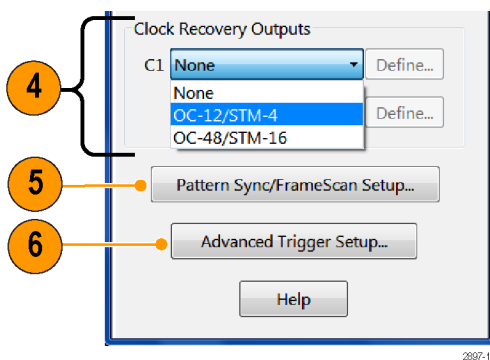 Clock Recovery Outputs
4
C1 None Define...
None
OC-12/STM-4 Define...
OC-48/STM-16
5 Pattern Sync/FrameScan Setup...
6 Advanced Trigger Setup...
Help
2897-1